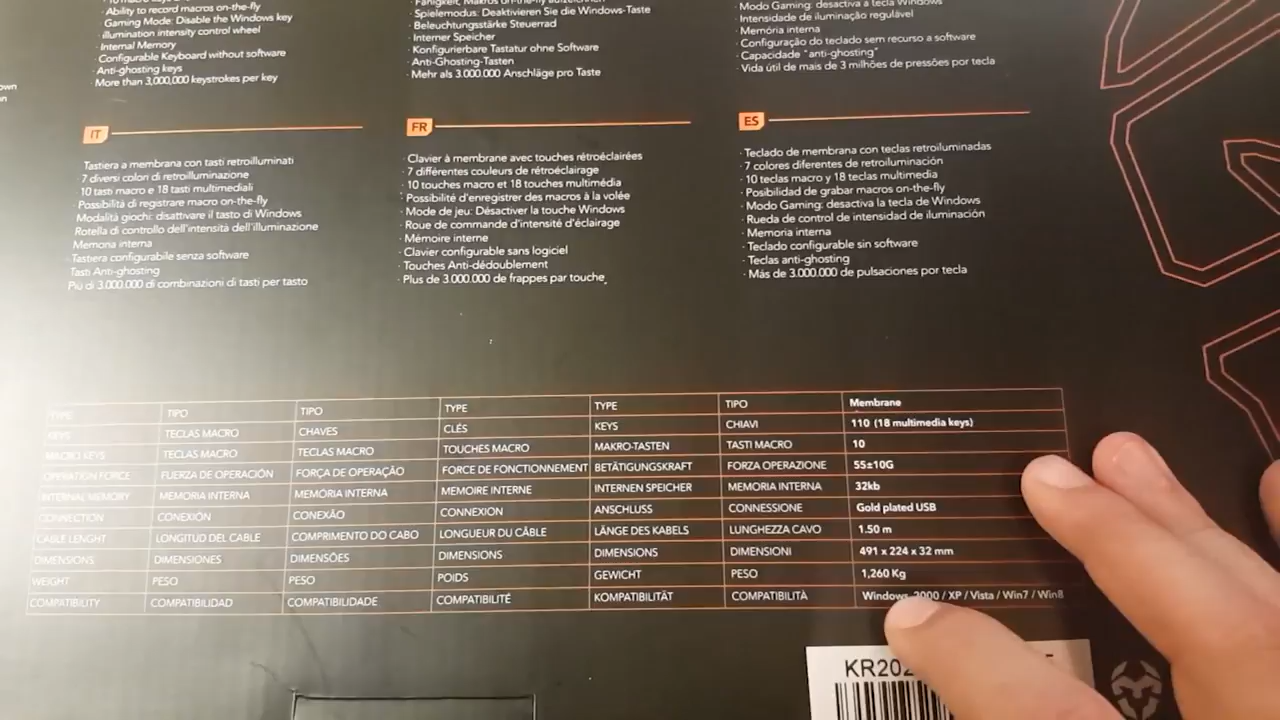 Ability to record macros on-the-fly
Gaming Mode: Disable the Windows key
illumination intensity control wheel
· Internal Memory
· Configurable Keyboard without software
· Anti-ghosting keys
More than 3,000,000 keystrokes per key
· Fähigkeit, Makros on-the-fly aufzuzeichnen
· Spielemodus: Deaktivieren Sie die Windows-Taste
· Beleuchtungsstärke Steuerrad
· Interner Speicher
· Konfigurierbare Tastatur ohne Software
· Anti-Ghosting-Tasten
· Mehr als 3.000.000 Anschläge pro Taste
Modo Gaming: desactiva a tecla Windows
· Intensidade de iluminação regulável
· Memória interna
· Configuração do teclado sem recurso a software
· Capacidade "anti-ghosting"
· Vida útil de mais de 3 milhões de pressões por tecla
IT
Tastiera a membrana con tasti retroilluminati
· 7 diversi colori di retroilluminazione
· 10 tasti macro e 18 tasti multimediali
Possibilità di registrare macro on-the-fly
Modalità giochi: disattivare il tasto di Windows
Rotella di controllo dell'intensità dell'illuminazione
Memoria interna
Tastiera configurabile senza software
Tasti Anti-ghosting
Più di 3.000.000 di combinazioni di tasti per tasto
FR
· Clavier à membrane avec touches rétroéclairées
· 7 différentes couleurs de rétroéclairage
· 10 touches macro et 18 touches multimédia
· Possibilité d'enregistrer des macros à la volée
· Mode de jeu: Désactiver la touche Windows
· Roue de commande d'intensité d'éclairage
· Mémoire interne
· Clavier configurable sans logiciel
· Touches Anti-dédoublement
· Plus de 3.000.000 de frappes par touche
ES
· Teclado de membrana con teclas retroiluminadas
· 7 colores diferentes de retroiluminación
· 10 teclas macro y 18 teclas multimedia
· Posibilidad de grabar macros on-the-fly
· Modo Gaming: desactiva la tecla de Windows
· Rueda de control de intensidad de iluminación
· Memoria interna
· Teclado configurable sin software
· Teclas anti-ghosting
· Más de 3.000.000 de pulsaciones por tecla
TYPE TIPO TIPO TYPE TYPE TIPO Membrane
KEYS TECLAS MACRO CHAVES CLÉS KEYS CHIAVI 110 (18 multimedia keys)
MACRO KEYS TECLAS MACRO TECLAS MACRO TOUCHES MACRO MAKRO-TASTEN TASTI MACRO 10
OPERATION FORCE FUERZA DE OPERACIÓN FORÇA DE OPERAÇÃO FORCE DE FONCTIONNEMENT BETÄTIGUNGSKRAFT FORZA OPERAZIONE 55±10G
INTERNAL MEMORY MEMORIA INTERNA MEMÓRIA INTERNA MEMOIRE INTERNE INTERNEN SPEICHER MEMORIA INTERNA 32kb
CONNECTION CONEXIÓN CONEXÃO CONNEXION ANSCHLUSS CONNESSIONE Gold plated USB
CABLE LENGHT LONGITUD DEL CABLE COMPRIMENTO DO CABO LONGUEUR DU CÂBLE LÄNGE DES KABELS LUNGHEZZA CAVO 1.50 m
DIMENSIONS DIMENSIONES DIMENSÕES DIMENSIONS DIMENSIONS DIMENSIONI 491 x 224 x 32 mm
WEIGHT PESO PESO POIDS GEWICHT PESO 1,260 Kg
COMPATIBILITY COMPATIBILIDAD COMPATIBILIDADE COMPATIBILITÉ KOMPATIBILITÄT COMPATIBILITÀ Windows 2000 / XP / Vista / Win7 / Win8
KR202